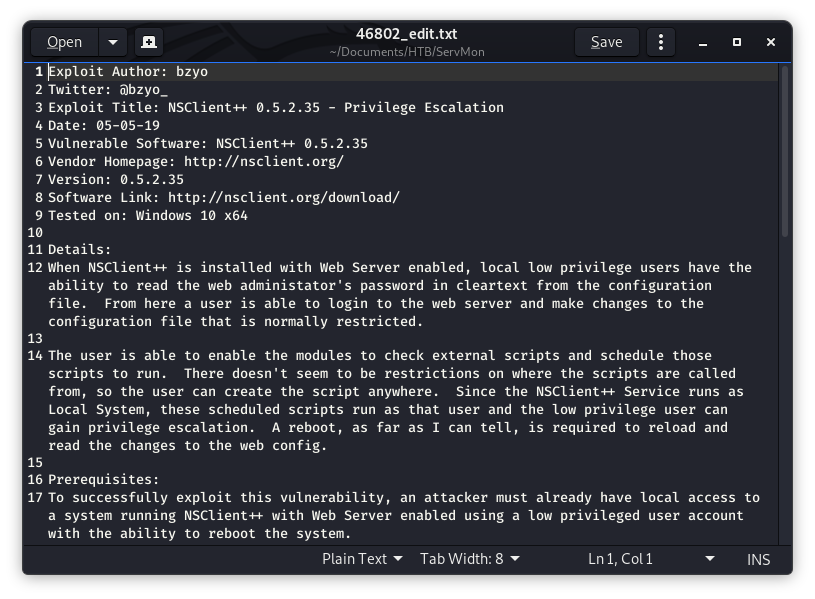 Open
46802_edit.txt
~/Documents/HTB/ServMon
Save
1 Exploit Author: bzyo
2 Twitter: @bzyo_
3 Exploit Title: NSClient++ 0.5.2.35 - Privilege Escalation
4 Date: 05-05-19
5 Vulnerable Software: NSClient++ 0.5.2.35
6 Vendor Homepage: http://nsclient.org/
7 Version: 0.5.2.35
8 Software Link: http://nsclient.org/download/
9 Tested on: Windows 10 x64
10
11 Details:
12 When NSClient++ is installed with Web Server enabled, local low privilege users have the
ability to read the web administator's password in cleartext from the configuration
file.  From here a user is able to login to the web server and make changes to the
configuration file that is normally restricted.
13
14 The user is able to enable the modules to check external scripts and schedule those
scripts to run.  There doesn't seem to be restrictions on where the scripts are called
from, so the user can create the script anywhere.  Since the NSClient++ Service runs as
Local System, these scheduled scripts run as that user and the low privilege user can
gain privilege escalation.  A reboot, as far as I can tell, is required to reload and
read the changes to the web config.
15
16 Prerequisites:
17 To successfully exploit this vulnerability, an attacker must already have local access to
a system running NSClient++ with Web Server enabled using a low privileged user account
with the ability to reboot the system.
Plain Text
Tab Width: 8
Ln 1, Col 1
INS